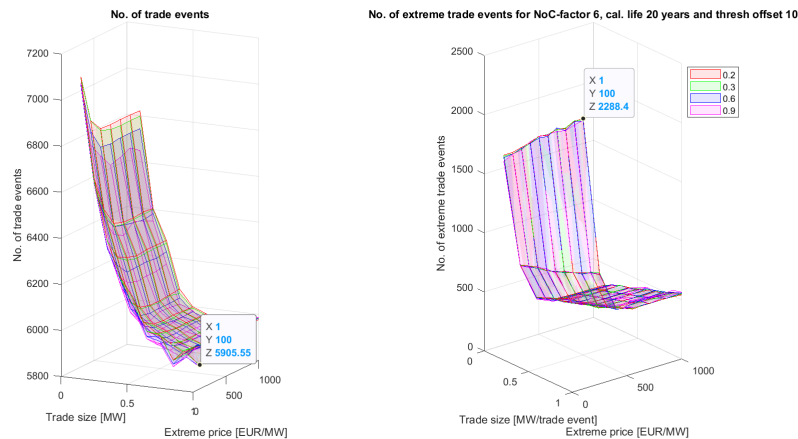 No. of trade events
7200
7000
6800
6600
6400
6200
6000
5800
No. of trade events
0
Trade size [MW]
1
0
500
1000
Extreme price [EUR/MW]
X 1
Y 100
Z 5905.55
No. of extreme trade events for NoC-factor 6, cal. life 20 years and thresh offset 10
2500
2000
1500
1000
500
0
No. of extreme trade events
0
0.5
1
Trade size [MW/trade event]
0
500
1000
Extreme price [EUR/MW]
X 1
Y 100
Z 2288.4
0.2
0.3
0.6
0.9